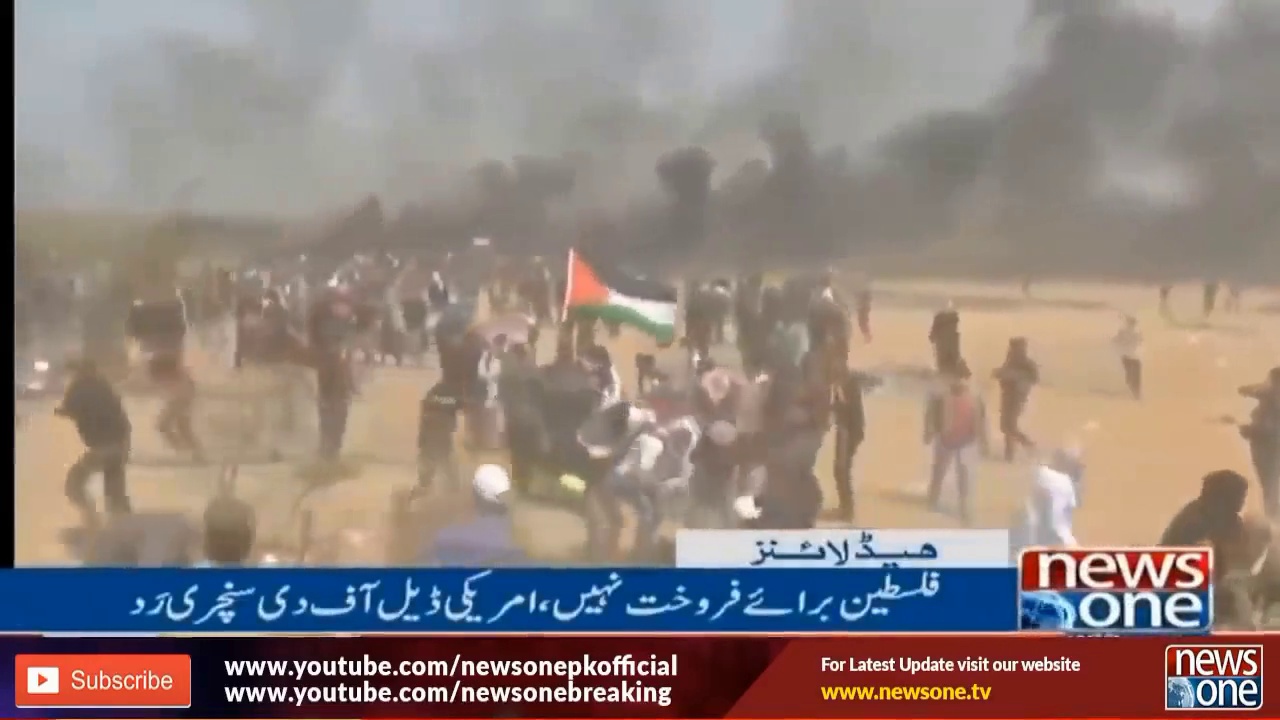 ہیڈلائنز
فلسطین برائے فروخت نہیں، امریکی ڈیل آف دی سنچری رَد
news
one
Subscribe
www.youtube.com/newsonepkofficial
www.youtube.com/newsonebreaking
For Latest Update visit our website
www.newsone.tv
news
one